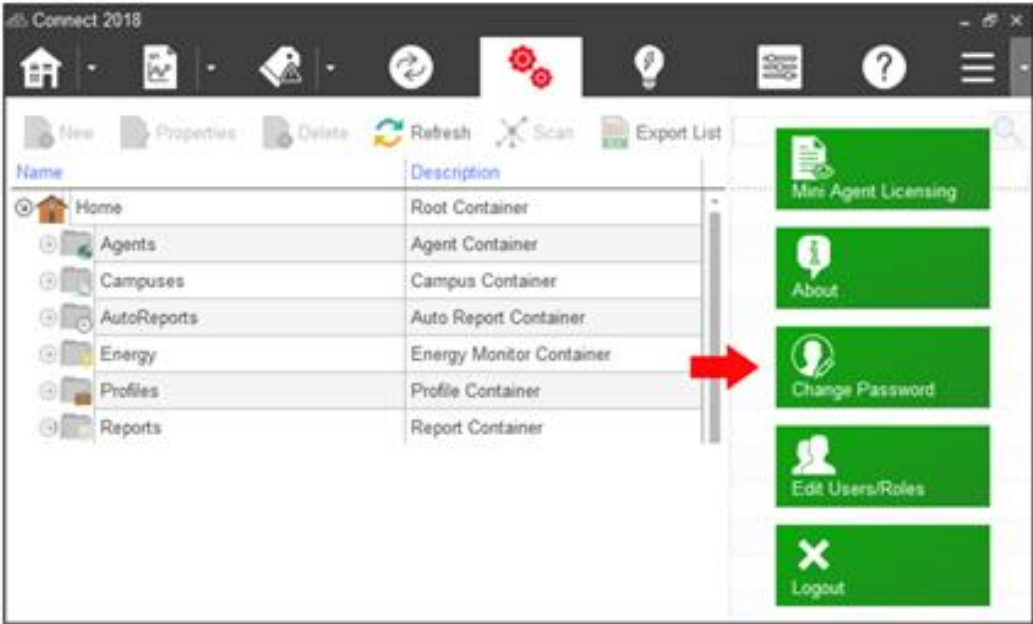 Connect 2018
New Properties Delete Refresh Scan Export List
Name Description
Home Root Container
Agents Agent Container
Campuses Campus Container
AutoReports Auto Report Container
Energy Energy Monitor Container
Profiles Profile Container
Reports Report Container
Mini Agent Licensing
About
Change Password
Edit Users/Roles
Logout